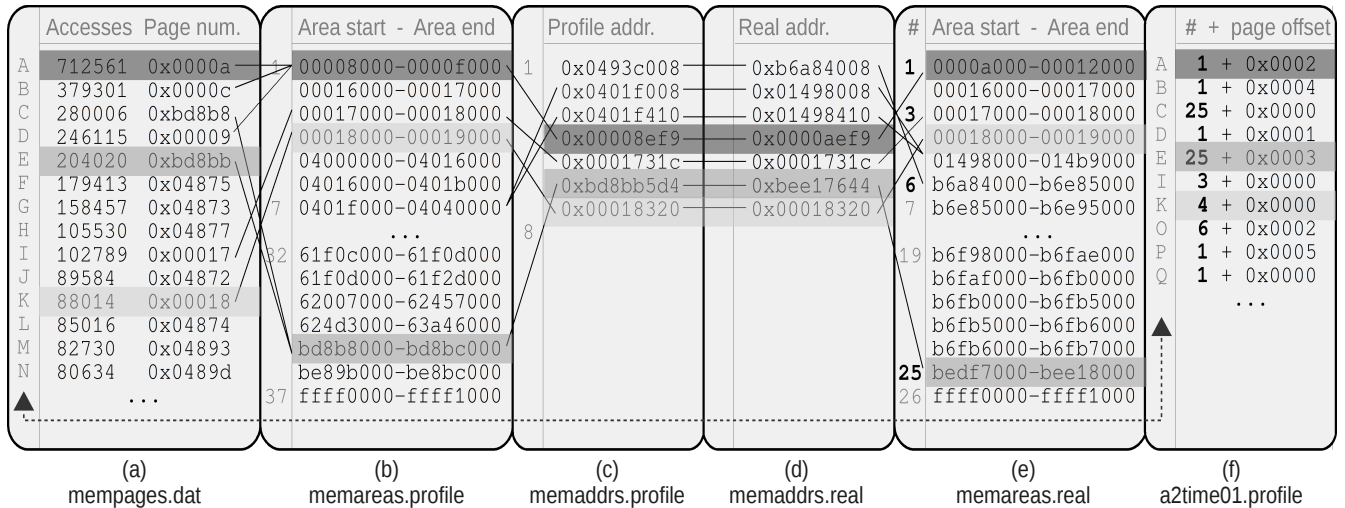 Accesses Page num.
A 712561 0x0000a
B 379301 0x0000c
C 280006 0xbd8b8
D 246115 0x00009
E 204020 0xbd8bb
F 179413 0x04875
G 158457 0x04873
H 105530 0x04877
I 102789 0x00017
J 89584 0x04872
K 88014 0x00018
L 85016 0x04874
M 82730 0x04893
N 80634 0x0489d
...
(a)
mempages.dat
Area start - Area end
1 00008000-0000f000
00016000-00017000
00017000-00018000
00018000-00019000
04000000-04016000
04016000-0401b000
7 0401f000-04040000
...
32 61f0c000-61f0d000
61f0d000-61f2d000
62007000-62457000
624d3000-63a46000
bd8b8000-bd8bc000
be89b000-be8bc000
37 ffff0000-ffff1000
(b)
memareas.profile
Profile addr.
1 0x0493c008
0x0401f008
0x0401f410
0x00008ef9
0x0001731c
0xbd8bb5d4
0x00018320
8
(c)
memaddrs.profile
Real addr.
0xb6a84008
0x01498008
0x01498410
0x0000aef9
0x0001731c
0xbee17644
0x00018320
(d)
memaddrs.real
# Area start - Area end
1 0000a000-00012000
00016000-00017000
3 00017000-00018000
00018000-00019000
01498000-014b9000
6 b6a84000-b6e85000
7 b6e85000-b6e95000
...
19 b6f98000-b6fae000
b6faf000-b6fb0000
b6fb0000-b6fb5000
b6fb5000-b6fb6000
b6fb6000-b6fb7000
25 bedf7000-bee18000
26 ffff0000-ffff1000
(e)
memareas.real
# + page offset
A 1 + 0x0002
B 1 + 0x0004
C 25 + 0x0000
D 1 + 0x0001
E 25 + 0x0003
I 3 + 0x0000
K 4 + 0x0000
O 6 + 0x0002
P 1 + 0x0005
Q 1 + 0x0000
...
(f)
a2time01.profile